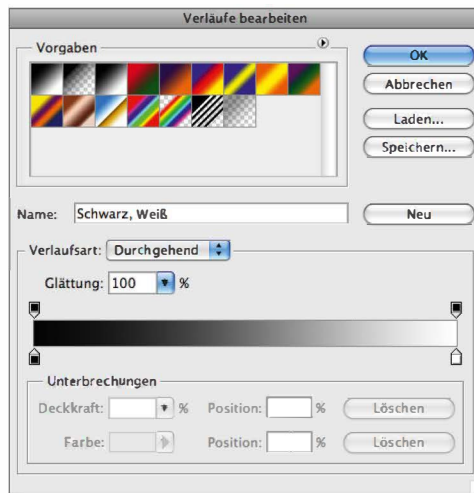 Verläufe bearbeiten
Vorgaben
OK
Abbrechen
Laden...
Speichern...
Name: Schwarz, Weiß
Neu
Verlaufsart: Durchgehend
Glättung: 100 %
Unterbrechungen
Deckkraft: % Position: % Löschen
Farbe: Position: % Löschen